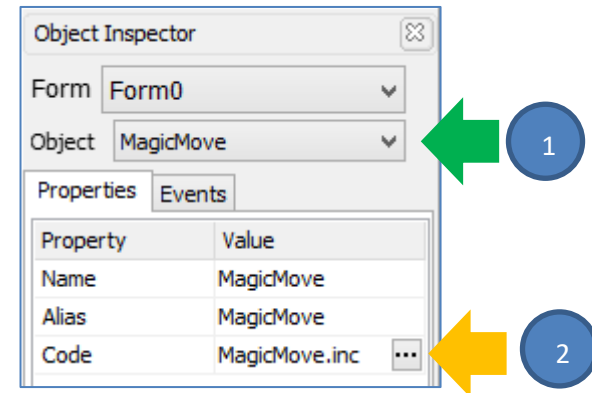 Object Inspector
Form Form0
Object MagicMove
1
Properties Events
Property Value
Name MagicMove
Alias MagicMove
Code MagicMove.inc ...
2